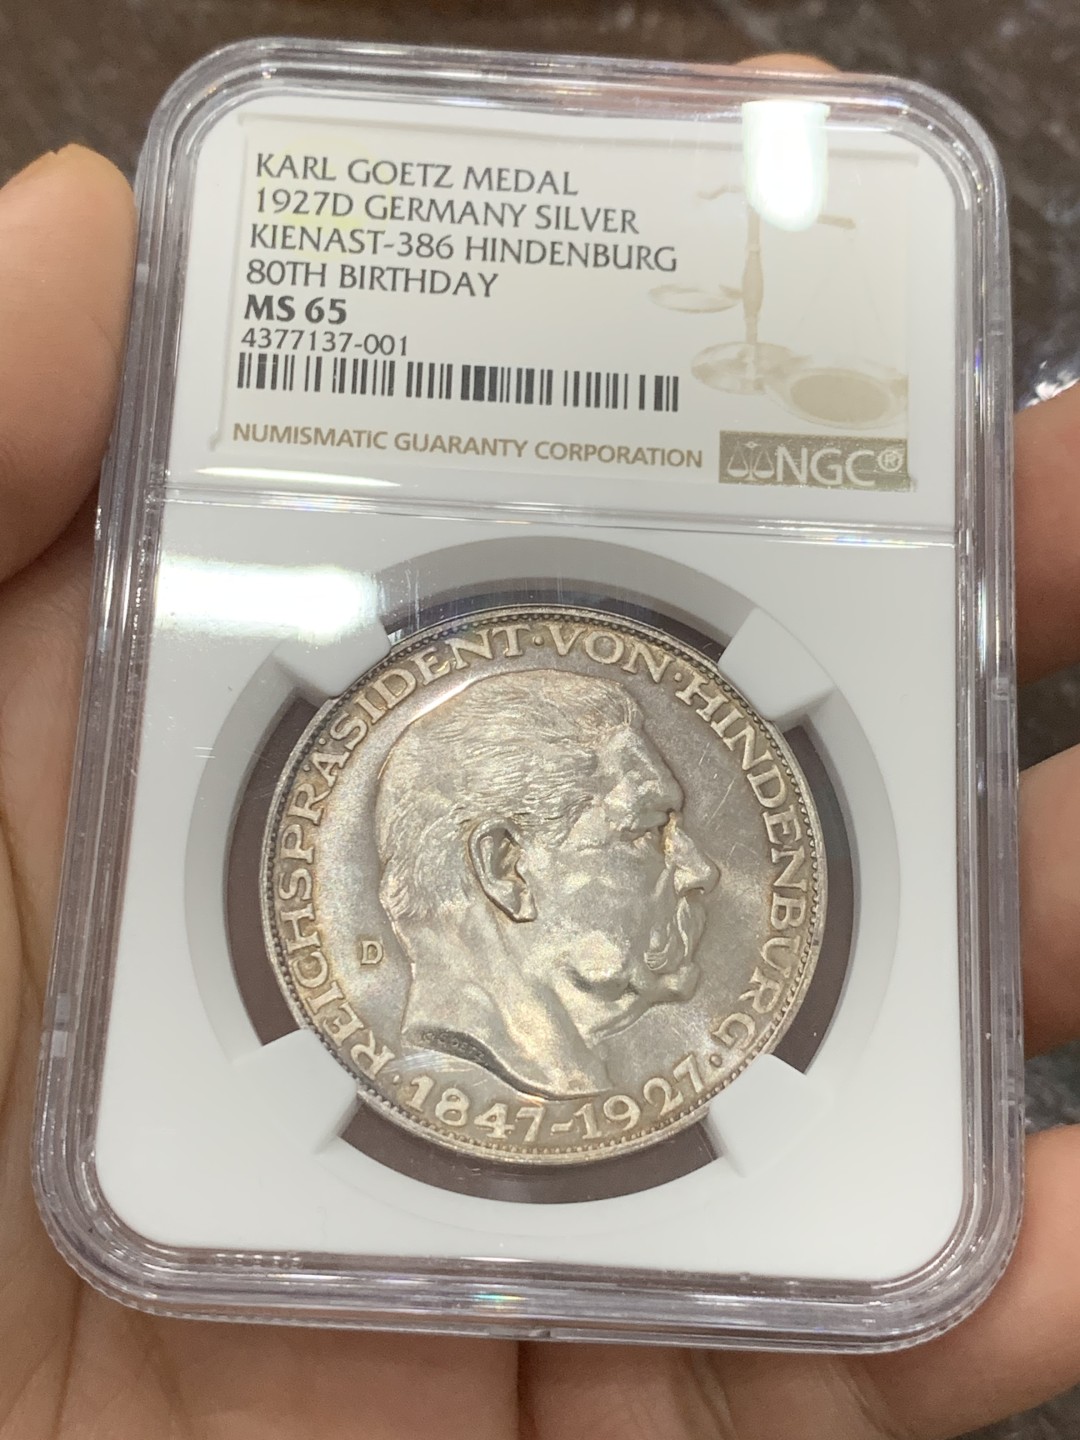 KARL GOETZ MEDAL
1927D GERMANY SILVER
KIENAST-386 HINDENBURG
80TH BIRTHDAY
MS 65
4377137-001
NUMISMATIC GUARANTY CORPORATION
NGC®
REICHSPRÄSIDENT·VON·HINDENBURG
·1847-1927·
D
K.GOETZ